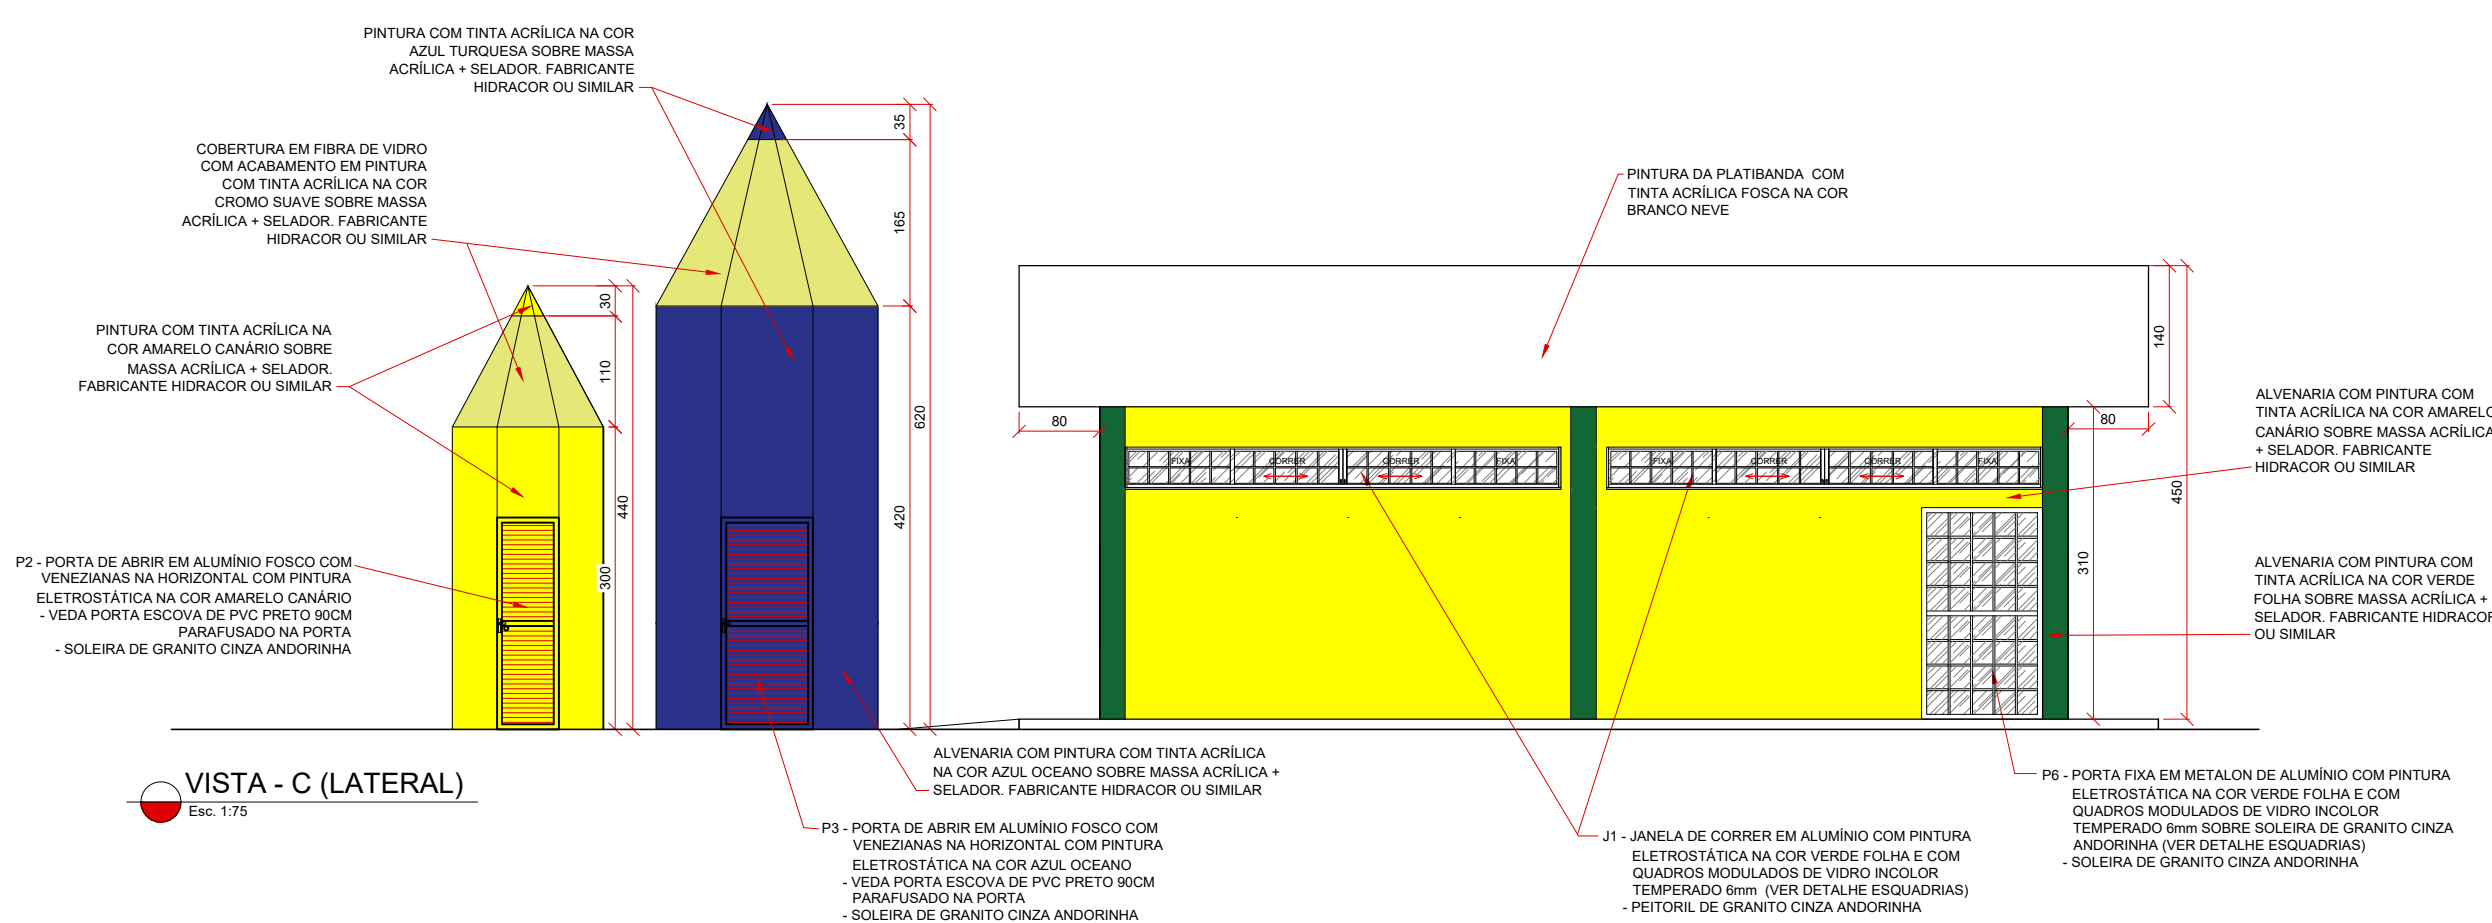 PINTURA COM TINTA ACRÍLICA NA COR
AZUL TURQUESA SOBRE MASSA
ACRÍLICA + SELADOR. FABRICANTE
HIDRACOR OU SIMILAR
COBERTURA EM FIBRA DE VIDRO
COM ACABAMENTO EM PINTURA
COM TINTA ACRÍLICA NA COR
CROMO SUAVE SOBRE MASSA
ACRÍLICA + SELADOR. FABRICANTE
HIDRACOR OU SIMILAR
PINTURA COM TINTA ACRÍLICA NA
COR AMARELO CANÁRIO SOBRE
MASSA ACRÍLICA + SELADOR.
FABRICANTE HIDRACOR OU SIMILAR
P2 - PORTA DE ABRIR EM ALUMÍNIO FOSCO COM
VENEZIANAS NA HORIZONTAL COM PINTURA
ELETROSTÁTICA NA COR AMARELO CANÁRIO
- VEDA PORTA ESCOVA DE PVC PRETO 90CM
PARAFUSADO NA PORTA
- SOLEIRA DE GRANITO CINZA ANDORINHA
30
110
300
440
35
165
420
620
PINTURA DA PLATIBANDA COM
TINTA ACRÍLICA FOSCA NA COR
BRANCO NEVE
80
80
140
310
450
FIXA
CORRER
CORRER
FIXA
FIXA
CORRER
CORRER
FIXA
ALVENARIA COM PINTURA COM
TINTA ACRÍLICA NA COR AMARELO
CANÁRIO SOBRE MASSA ACRÍLICA
+ SELADOR. FABRICANTE
HIDRACOR OU SIMILAR
ALVENARIA COM PINTURA COM
TINTA ACRÍLICA NA COR VERDE
FOLHA SOBRE MASSA ACRÍLICA +
SELADOR. FABRICANTE HIDRACOR
OU SIMILAR
ALVENARIA COM PINTURA COM TINTA ACRÍLICA
NA COR AZUL OCEANO SOBRE MASSA ACRÍLICA +
SELADOR. FABRICANTE HIDRACOR OU SIMILAR
P3 - PORTA DE ABRIR EM ALUMÍNIO FOSCO COM
VENEZIANAS NA HORIZONTAL COM PINTURA
ELETROSTÁTICA NA COR AZUL OCEANO
- VEDA PORTA ESCOVA DE PVC PRETO 90CM
PARAFUSADO NA PORTA
- SOLEIRA DE GRANITO CINZA ANDORINHA
J1 - JANELA DE CORRER EM ALUMÍNIO COM PINTURA
ELETROSTÁTICA NA COR VERDE FOLHA E COM
QUADROS MODULADOS DE VIDRO INCOLOR
TEMPERADO 6mm (VER DETALHE ESQUADRIAS)
- PEITORIL DE GRANITO CINZA ANDORINHA
P6 - PORTA FIXA EM METALON DE ALUMÍNIO COM PINTURA
ELETROSTÁTICA NA COR VERDE FOLHA E COM
QUADROS MODULADOS DE VIDRO INCOLOR
TEMPERADO 6mm SOBRE SOLEIRA DE GRANITO CINZA
ANDORINHA (VER DETALHE ESQUADRIAS)
- SOLEIRA DE GRANITO CINZA ANDORINHA
VISTA - C (LATERAL)
Esc. 1:75